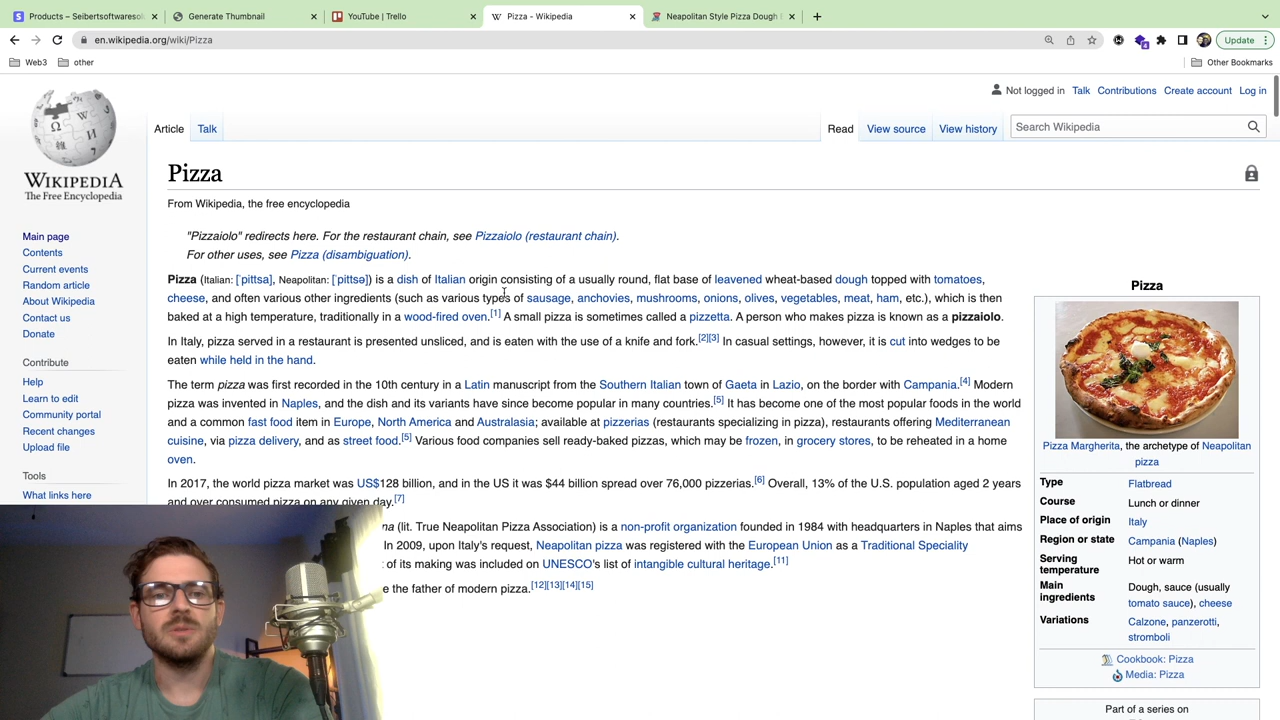 Products – Seibertsoftwaresol
Generate Thumbnail
YouTube | Trello
Pizza - Wikipedia
Neapolitan Style Pizza Dough
en.wikipedia.org/wiki/Pizza
4
Update
Web3
other
Other Bookmarks
Not logged in Talk Contributions Create account Log in
WIKIPEDIA
The Free Encyclopedia
Article Talk
Read View source View history
Search Wikipedia
Main page
Contents
Current events
Random article
About Wikipedia
Contact us
Donate
Contribute
Help
Learn to edit
Community portal
Recent changes
Upload file
Tools
What links here
Pizza
From Wikipedia, the free encyclopedia
"Pizzaiolo" redirects here. For the restaurant chain, see Pizzaiolo (restaurant chain).
For other uses, see Pizza (disambiguation).
Pizza (Italian: [ˈpittsa], Neapolitan: [ˈpittsə]) is a dish of Italian origin consisting of a usually round, flat base of leavened wheat-based dough topped with tomatoes,
cheese, and often various other ingredients (such as various types of sausage, anchovies, mushrooms, onions, olives, vegetables, meat, ham, etc.), which is then
baked at a high temperature, traditionally in a wood-fired oven.[1] A small pizza is sometimes called a pizzetta. A person who makes pizza is known as a pizzaiolo.
In Italy, pizza served in a restaurant is presented unsliced, and is eaten with the use of a knife and fork.[2][3] In casual settings, however, it is cut into wedges to be
eaten while held in the hand.
The term pizza was first recorded in the 10th century in a Latin manuscript from the Southern Italian town of Gaeta in Lazio, on the border with Campania.[4] Modern
pizza was invented in Naples, and the dish and its variants have since become popular in many countries.[5] It has become one of the most popular foods in the world
and a common fast food item in Europe, North America and Australasia; available at pizzerias (restaurants specializing in pizza), restaurants offering Mediterranean
cuisine, via pizza delivery, and as street food.[5] Various food companies sell ready-baked pizzas, which may be frozen, in grocery stores, to be reheated in a home
oven.
In 2017, the world pizza market was US$128 billion, and in the US it was $44 billion spread over 76,000 pizzerias.[6] Overall, 13% of the U.S. population aged 2 years
and over consumed pizza on any given day.[7]
na (lit. True Neapolitan Pizza Association) is a non-profit organization founded in 1984 with headquarters in Naples that aims
In 2009, upon Italy's request, Neapolitan pizza was registered with the European Union as a Traditional Speciality
of its making was included on UNESCO's list of intangible cultural heritage.[11]
e the father of modern pizza.[12][13][14][15]
Pizza
Pizza Margherita, the archetype of Neapolitan
pizza
Type Flatbread
Course Lunch or dinner
Place of origin Italy
Region or state Campania (Naples)
Serving temperature Hot or warm
Main ingredients Dough, sauce (usually
tomato sauce), cheese
Variations Calzone, panzerotti,
stromboli
Cookbook: Pizza
Media: Pizza
Part of a series on